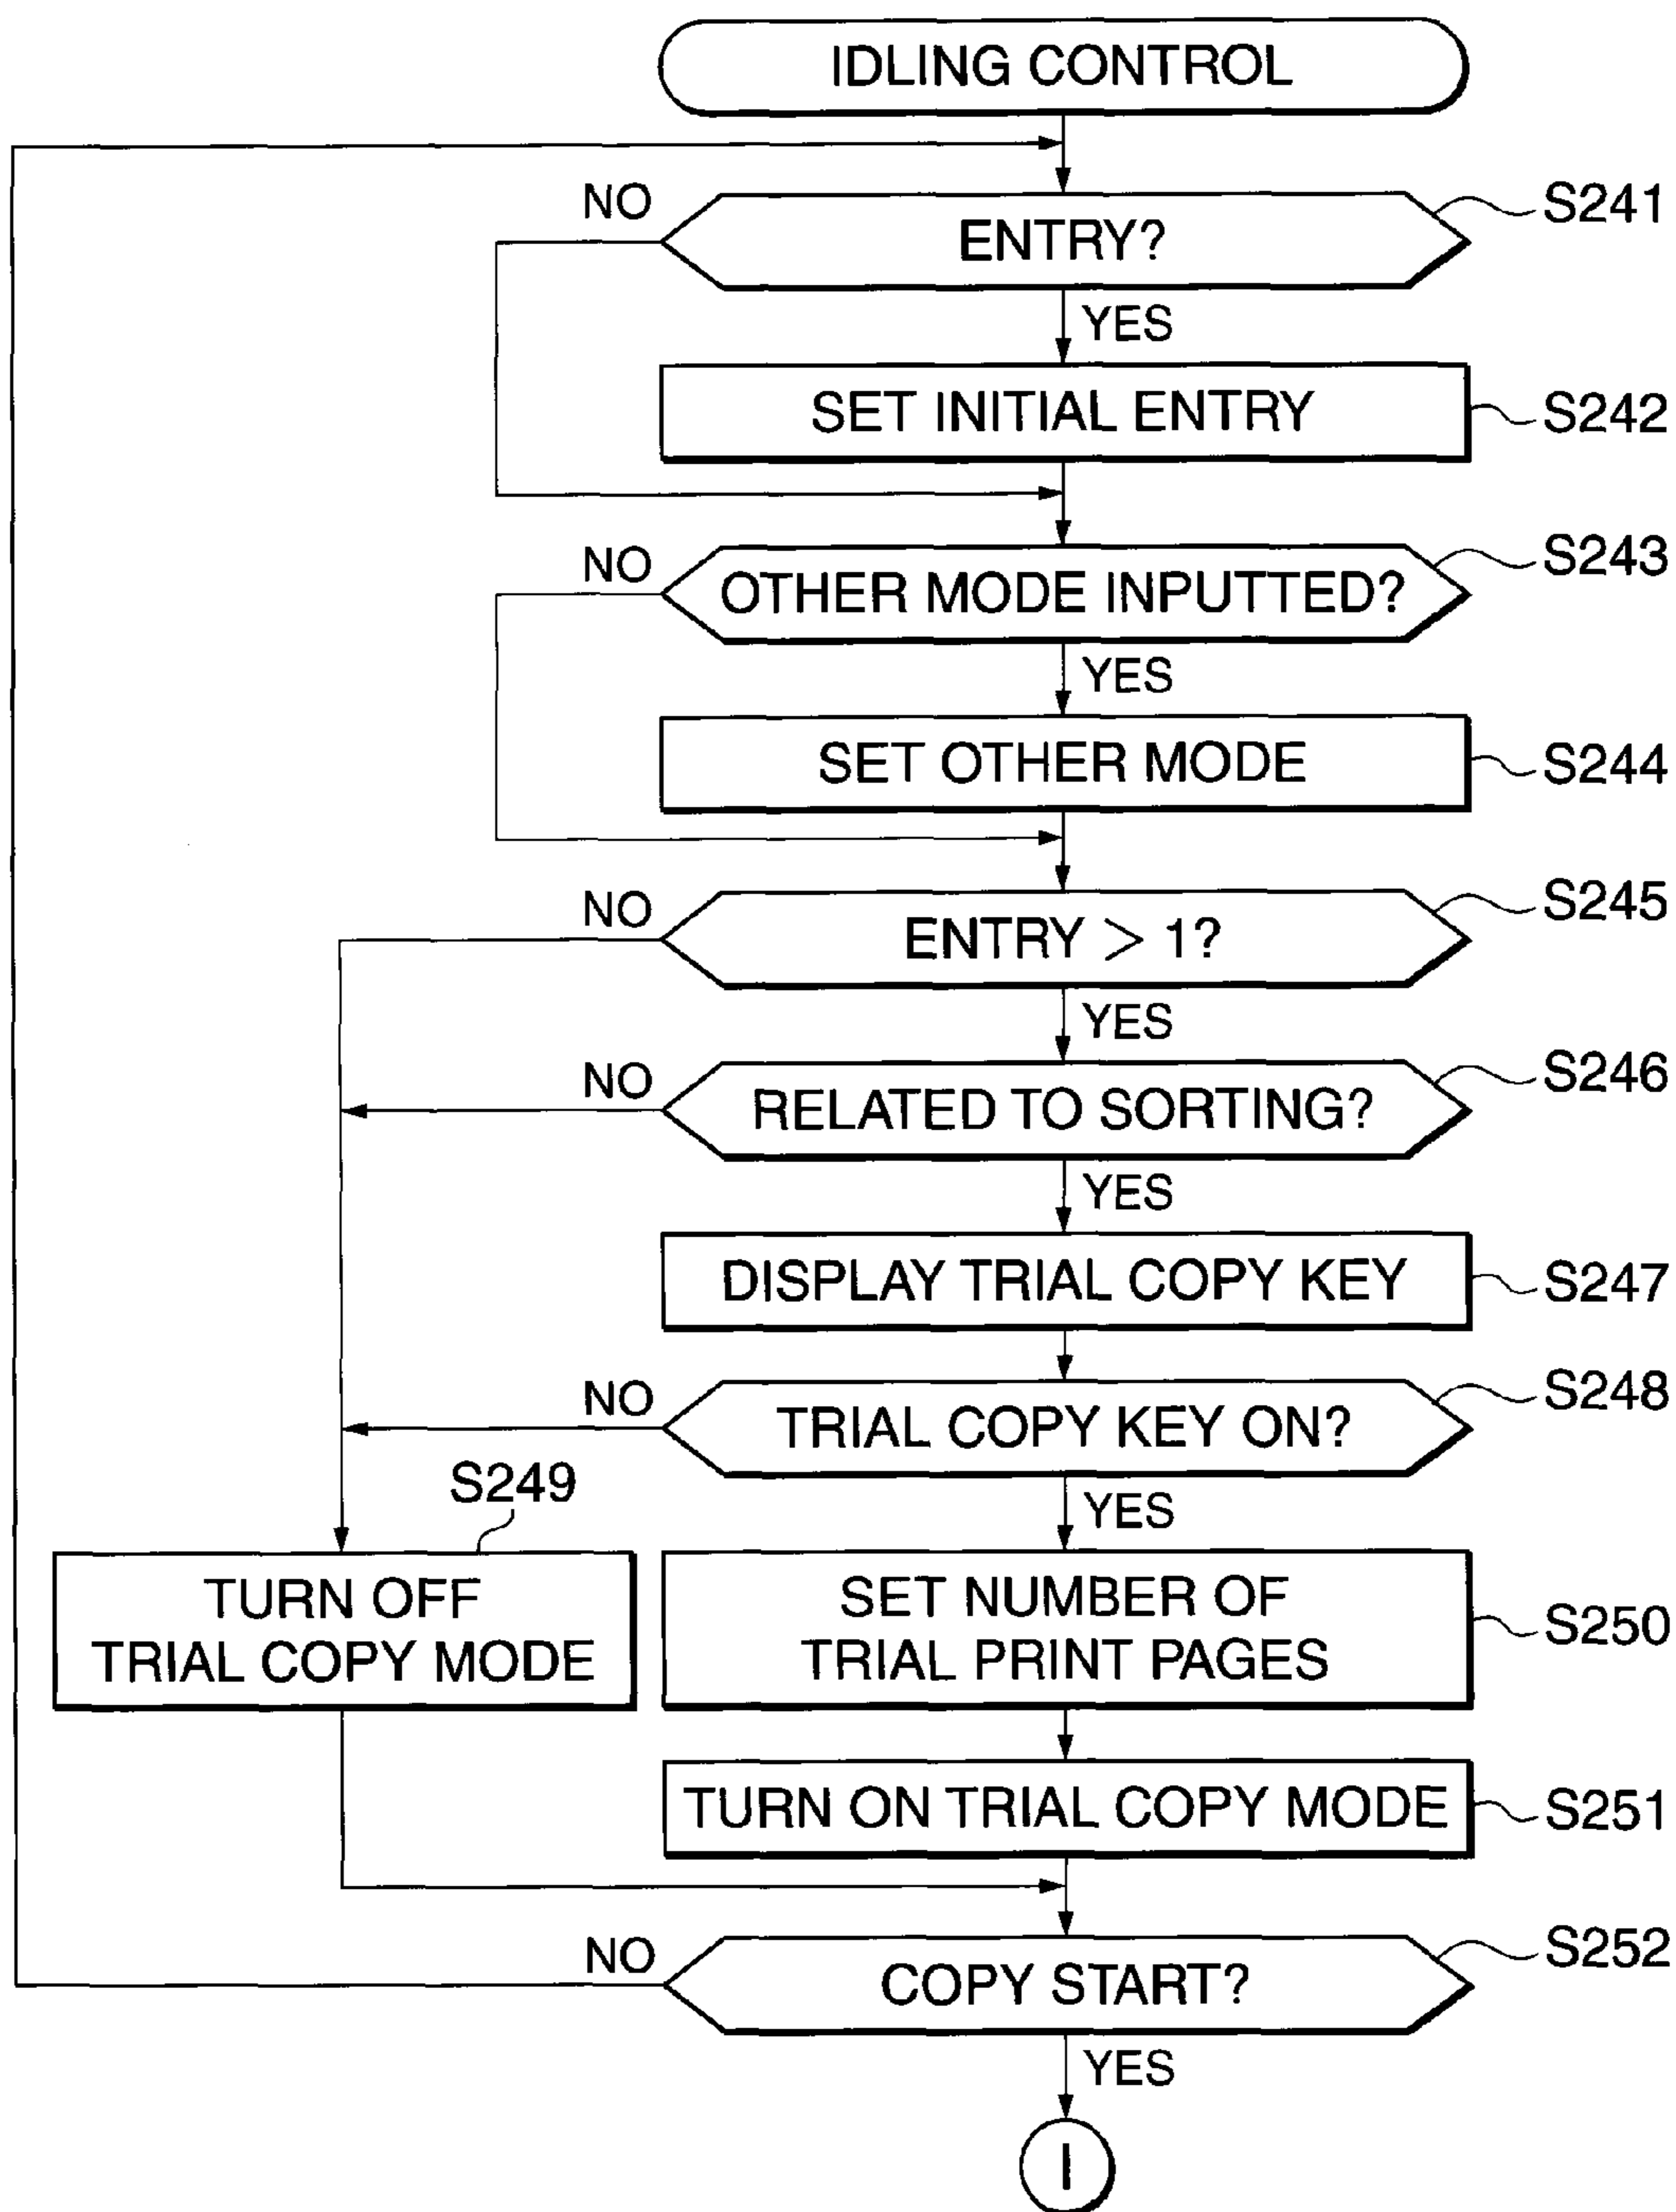 IDLING CONTROL
NO
S241
ENTRY?
YES
SET INITIAL ENTRY
S242
NO
S243
OTHER MODE INPUTTED?
YES
SET OTHER MODE
S244
NO
S245
ENTRY > 1?
YES
NO
S246
RELATED TO SORTING?
YES
DISPLAY TRIAL COPY KEY
S247
NO
S248
TRIAL COPY KEY ON?
S249
YES
TURN OFF
TRIAL COPY MODE
SET NUMBER OF
TRIAL PRINT PAGES
S250
TURN ON TRIAL COPY MODE
S251
NO
S252
COPY START?
YES
I